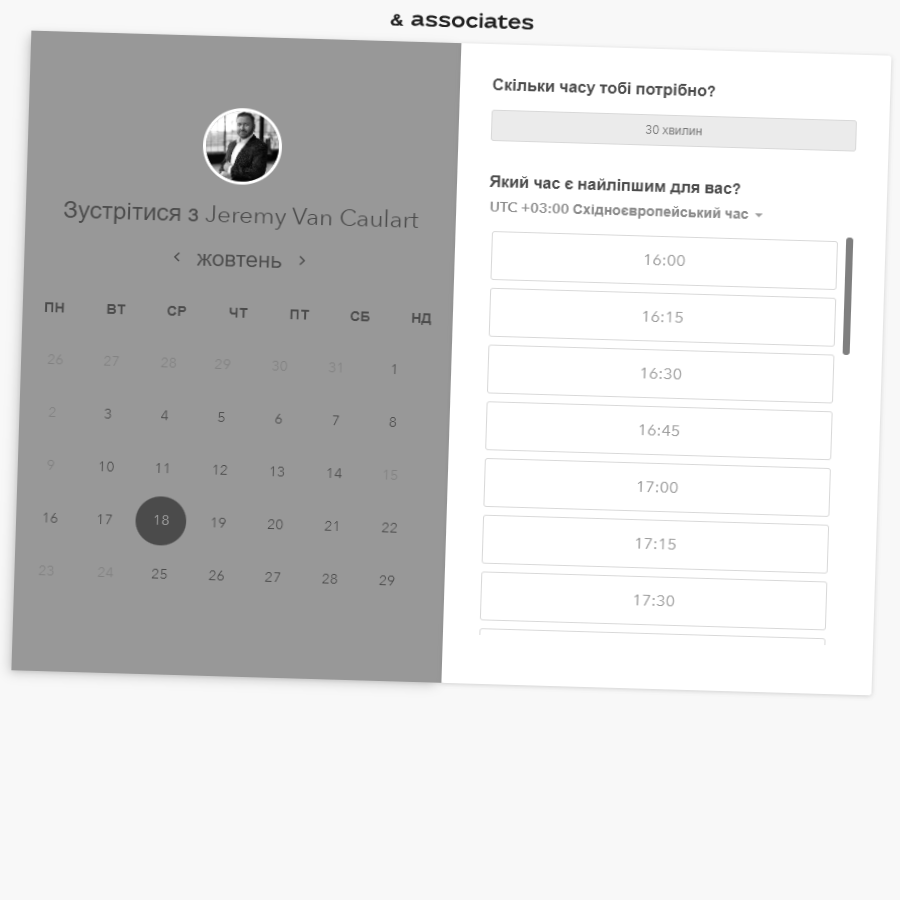 & associates
Зустрітися з Jeremy Van Caulart
жовтень
ПН ВТ СР ЧТ ПТ СБ НД
26 27 28 29 30 31 1
2 3 4 5 6 7 8
9 10 11 12 13 14 15
16 17 18 19 20 21 22
23 24 25 26 27 28 29
Скільки часу тобі потрібно?
30 хвилин
Який час є найліпшим для вас?
UTC +03:00 Східноєвропейський час
16:00
16:15
16:30
16:45
17:00
17:15
17:30